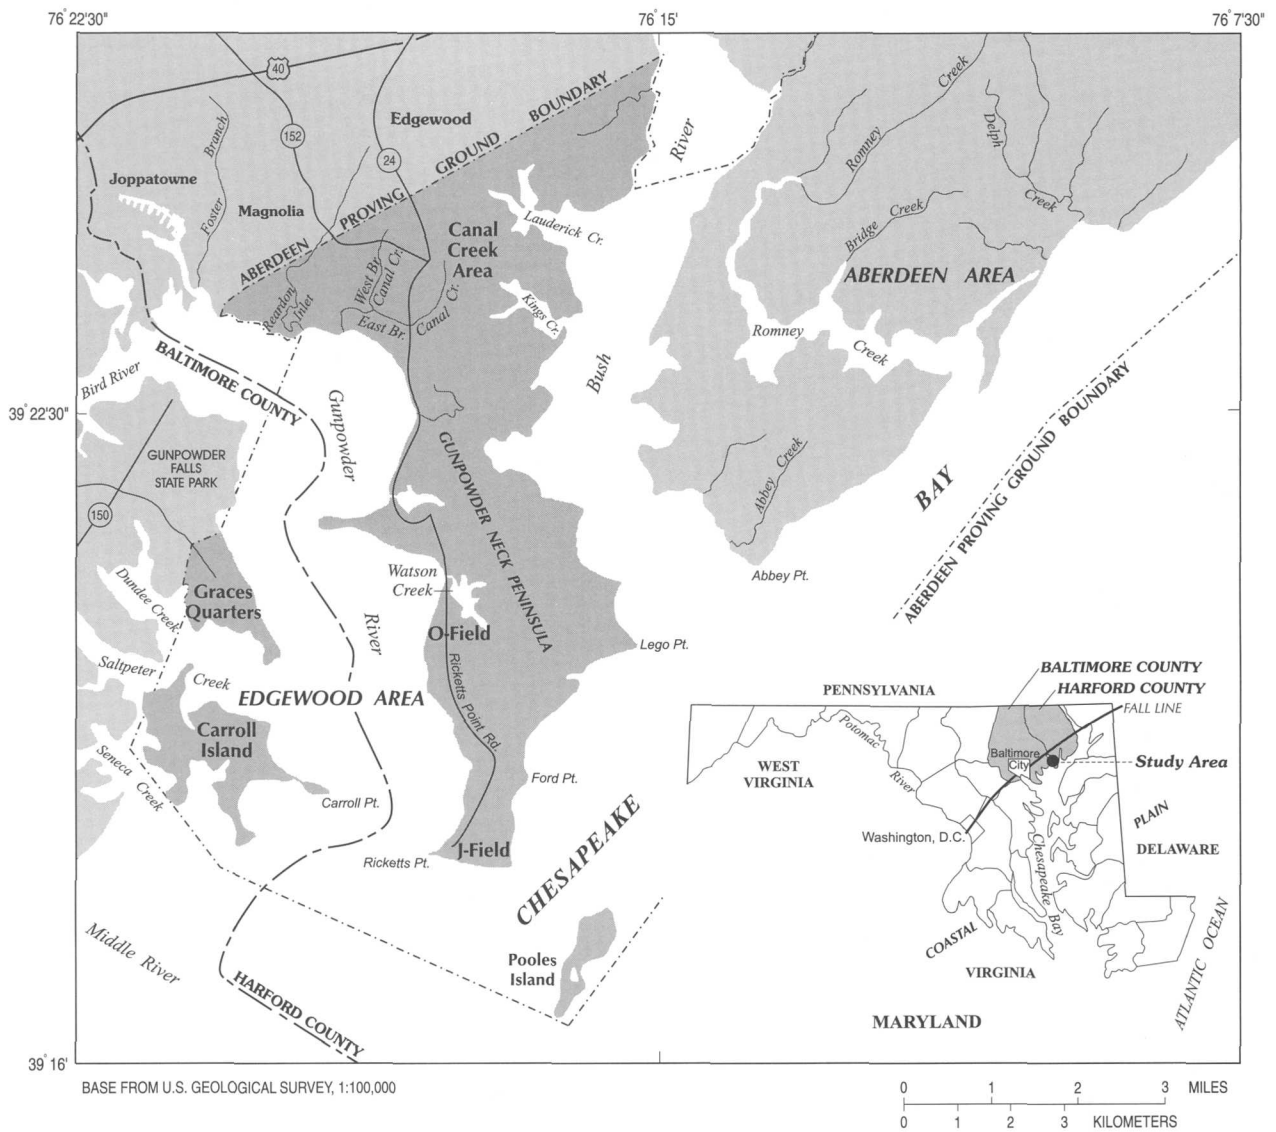 76°22'30"
76°15'
76°7'30"
40
152
24
Edgewood
Joppatowne
Magnolia
Foster Branch
ABERDEEN PROVING GROUND BOUNDARY
River
Romney Creek
Delph Creek
Bridge Creek
Canal
Creek
Area
Lauderick Cr.
West Br.
Canal Cr.
Reardon
Inlet
East Br. Canal Cr.
Kings Cr.
ABERDEEN AREA
Romney Creek
Bush
BALTIMORE COUNTY
Bird River
39°22'30"
Gunpowder
GUNPOWDER
FALLS
STATE PARK
150
GUNPOWDER NECK PENINSULA
Abbey Creek
BAY
ABERDEEN PROVING GROUND BOUNDARY
Abbey Pt.
Watson
Creek
Graces
Quarters
Dundee Creek
O-Field
River
Lego Pt.
Saltpeter Creek
EDGEWOOD AREA
Ricketts Point Rd.
Carroll
Island
Seneca Creek
Carroll Pt.
Ford Pt.
Ricketts Pt.
J-Field
CHESAPEAKE
Middle River
Pooles
Island
HARFORD COUNTY
39°16'
BALTIMORE COUNTY
HARFORD COUNTY
FALL LINE
PENNSYLVANIA
Potomac River
WEST
VIRGINIA
Baltimore
City
Study Area
Washington, D.C.
PLAIN
DELAWARE
Chesapeake Bay
COASTAL
VIRGINIA
ATLANTIC OCEAN
MARYLAND
BASE FROM U.S. GEOLOGICAL SURVEY, 1:100,000
0 1 2 3 MILES
0 1 2 3 KILOMETERS